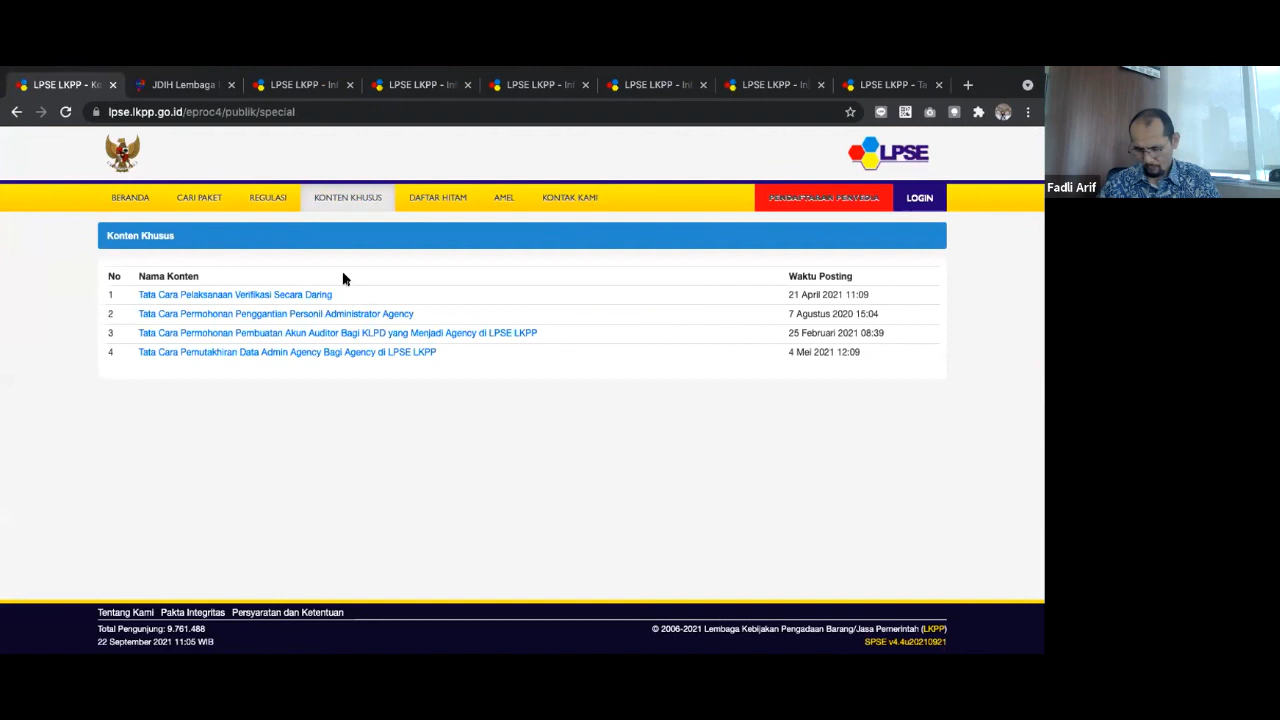 LPSE LKPP - Ko
JDIH Lembaga
LPSE LKPP - Inf
LPSE LKPP - Inf
LPSE LKPP - Inf
LPSE LKPP - Inf
LPSE LKPP - Inf
LPSE LKPP - Ta
lpse.lkpp.go.id/eproc4/publik/special
LPSE
BERANDA CARI PAKET REGULASI KONTEN KHUSUS DAFTAR HITAM AMEL KONTAK KAMI PENDAFTARAN PENYEDIA LOGIN
Fadli Arif
Konten Khusus
No Nama Konten Waktu Posting
1 Tata Cara Pelaksanaan Verifikasi Secara Daring 21 April 2021 11:09
2 Tata Cara Permohonan Penggantian Personil Administrator Agency 7 Agustus 2020 15:04
3 Tata Cara Permohonan Pembuatan Akun Auditor Bagi KLPD yang Menjadi Agency di LPSE LKPP 25 Februari 2021 08:39
4 Tata Cara Pemutakhiran Data Admin Agency Bagi Agency di LPSE LKPP 4 Mei 2021 12:09
Tentang Kami Pakta Integritas Persyaratan dan Ketentuan
Total Pengunjung: 9.761.488 © 2006-2021 Lembaga Kebijakan Pengadaan Barang/Jasa Pemerintah (LKPP)
22 September 2021 11:05 WIB SPSE v4.4u20210921